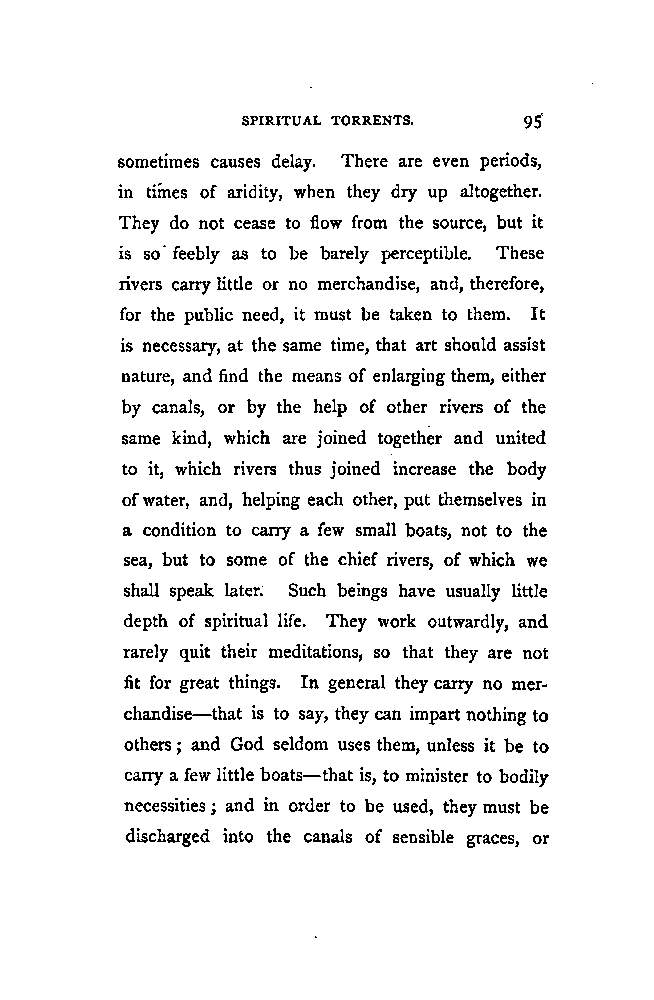 SPIRITUAL TORRENTS. 95
sometimes causes delay. There are even periods,
in times of aridity, when they dry up altogether.
They do not cease to flow from the source, but it
is so feebly as to be barely perceptible. These
rivers carry little or no merchandise, and, therefore,
for the public need, it must be taken to them. It
is necessary, at the same time, that art should assist
nature, and find the means of enlarging them, either
by canals, or by the help of other rivers of the
same kind, which are joined together and united
to it, which rivers thus joined increase the body
of water, and, helping each other, put themselves in
a condition to carry a few small boats, not to the
sea, but to some of the chief rivers, of which we
shall speak later. Such beings have usually little
depth of spiritual life. They work outwardly, and
rarely quit their meditations, so that they are not
fit for great things. In general they carry no mer-
chandise—that is to say, they can impart nothing to
others; and God seldom uses them, unless it be to
carry a few little boats—that is, to minister to bodily
necessities; and in order to be used, they must be
discharged into the canals of sensible graces, or